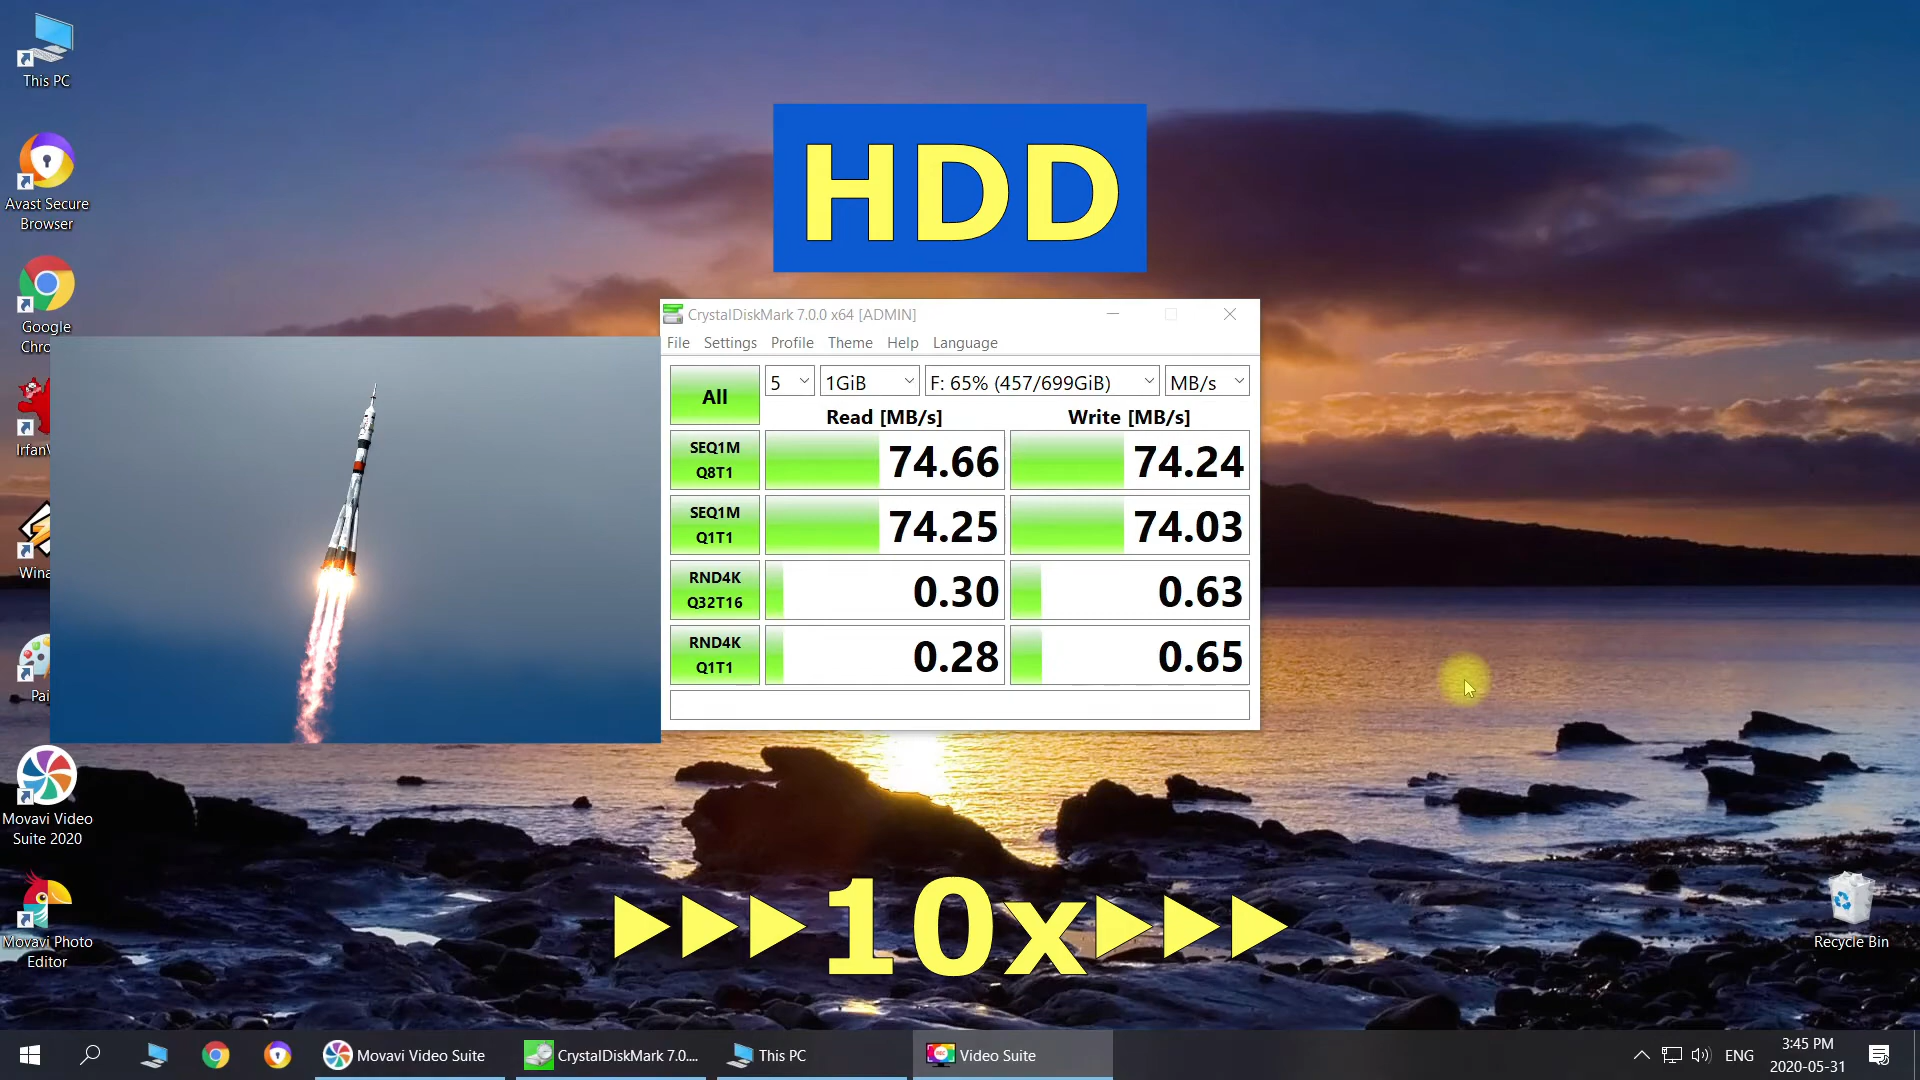 This PC
Avast Secure
Browser
Google
Chro
IrfanV
Wina
Pai
Movavi Video
Suite 2020
Movavi Photo
Editor
HDD
CrystalDiskMark 7.0.0 x64 [ADMIN]
File Settings Profile Theme Help Language
All 5 1GiB F: 65% (457/699GiB) MB/s
Read [MB/s] Write [MB/s]
SEQ1M
Q8T1 74.66 74.24
SEQ1M
Q1T1 74.25 74.03
RND4K
Q32T16 0.30 0.63
RND4K
Q1T1 0.28 0.65
10x
Recycle Bin
Movavi Video Suite CrystalDiskMark 7.0.... This PC REC Video Suite ENG 3:45 PM
2020-05-31